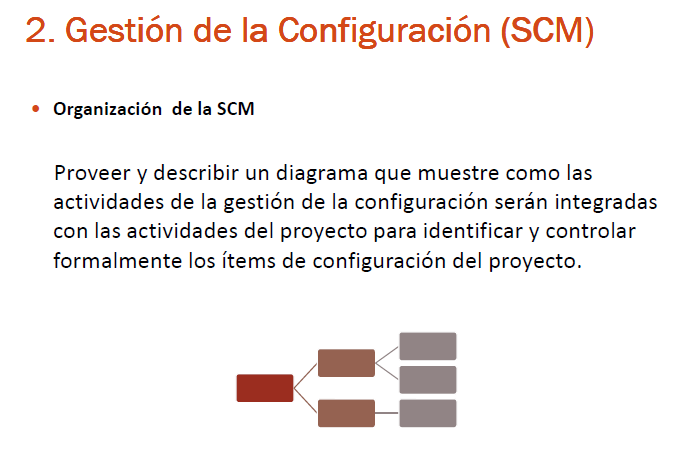 2. Gestión de la Configuración (SCM)
• Organización de la SCM
Proveer y describir un diagrama que muestre como las
actividades de la gestión de la configuración serán integradas
con las actividades del proyecto para identificar y controlar
formalmente los ítems de configuración del proyecto.